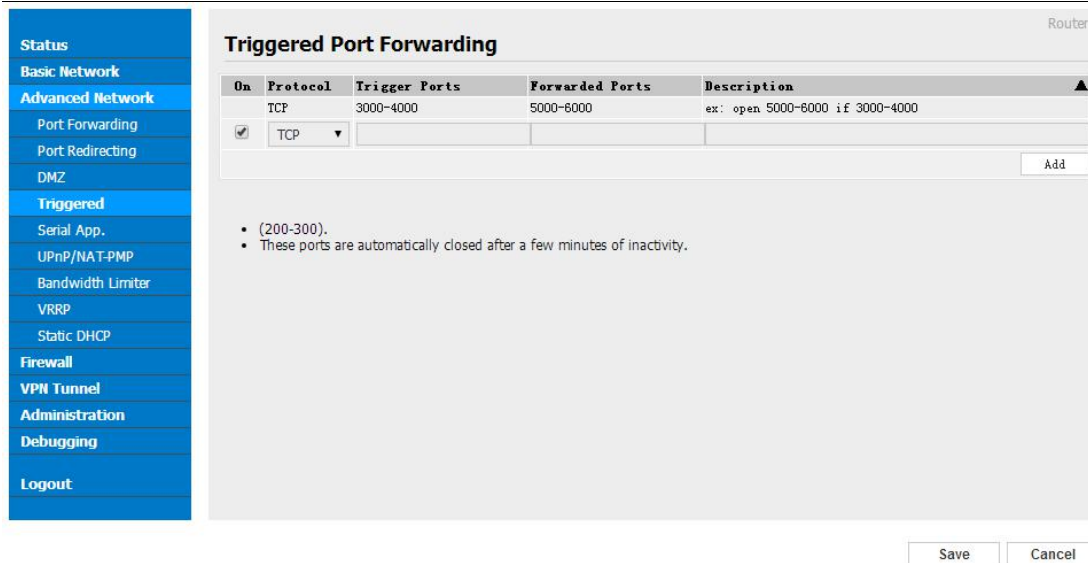 Router
Status
Basic Network
Advanced Network
Port Forwarding
Port Redirecting
DMZ
Triggered
Serial App.
UPnP/NAT-PMP
Bandwidth Limiter
VRRP
Static DHCP
Firewall
VPN Tunnel
Administration
Debugging
Logout
Triggered Port Forwarding
On Protocol Trigger Ports Forwarded Ports Description
TCP 3000-4000 5000-6000 ex: open 5000-6000 if 3000-4000
TCP
Add
• (200-300).
• These ports are automatically closed after a few minutes of inactivity.
Save Cancel